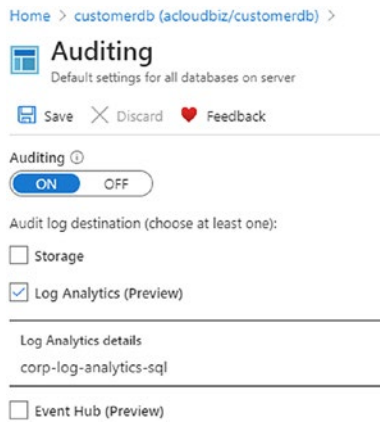 Home > customerdb (acloudbiz/customerdb) >
Auditing
Default settings for all databases on server
Save Discard Feedback
Auditing
ON OFF
Audit log destination (choose at least one):
Storage
Log Analytics (Preview)
Log Analytics details
corp-log-analytics-sql
Event Hub (Preview)